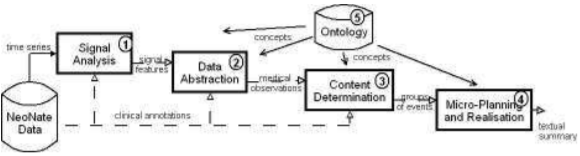 5
Ontology
concepts
concepts
concepts
time series
1
Signal
Analysis
signal
features
2
Data
Abstraction
medical
observations
3
Content
Determination
groups
of events
4
Micro-Planning
and Realisation
textual
summary
NeoNate
Data
clinical annotations